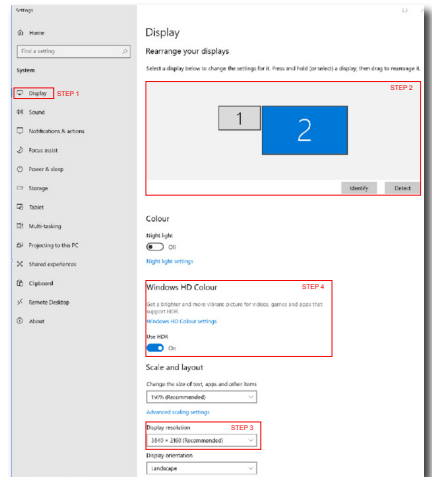 Settings
Home
Find a setting
System
Display STEP 1
Sound
Notifications & actions
Focus assist
Power & sleep
Storage
Tablet
Multi-tasking
Projecting to this PC
Shared experiences
Clipboard
Remote Desktop
About
Display
Rearrange your displays
Select a display below to change the settings for it. Press and hold (or select) a display, then drag to rearrange it.
STEP 2
1
2
Identify Detect
Colour
Night light
Off
Night light settings
Windows HD Colour STEP 4
Get a brighter and more vibrant picture for videos, games and apps that
support HDR.
Windows HD Colour settings
Use HDR
On
Scale and layout
Change the size of text, apps and other items
150% (Recommended)
Advanced scaling settings
Display resolution STEP 3
3840 × 2160 (Recommended)
Display orientation
Landscape